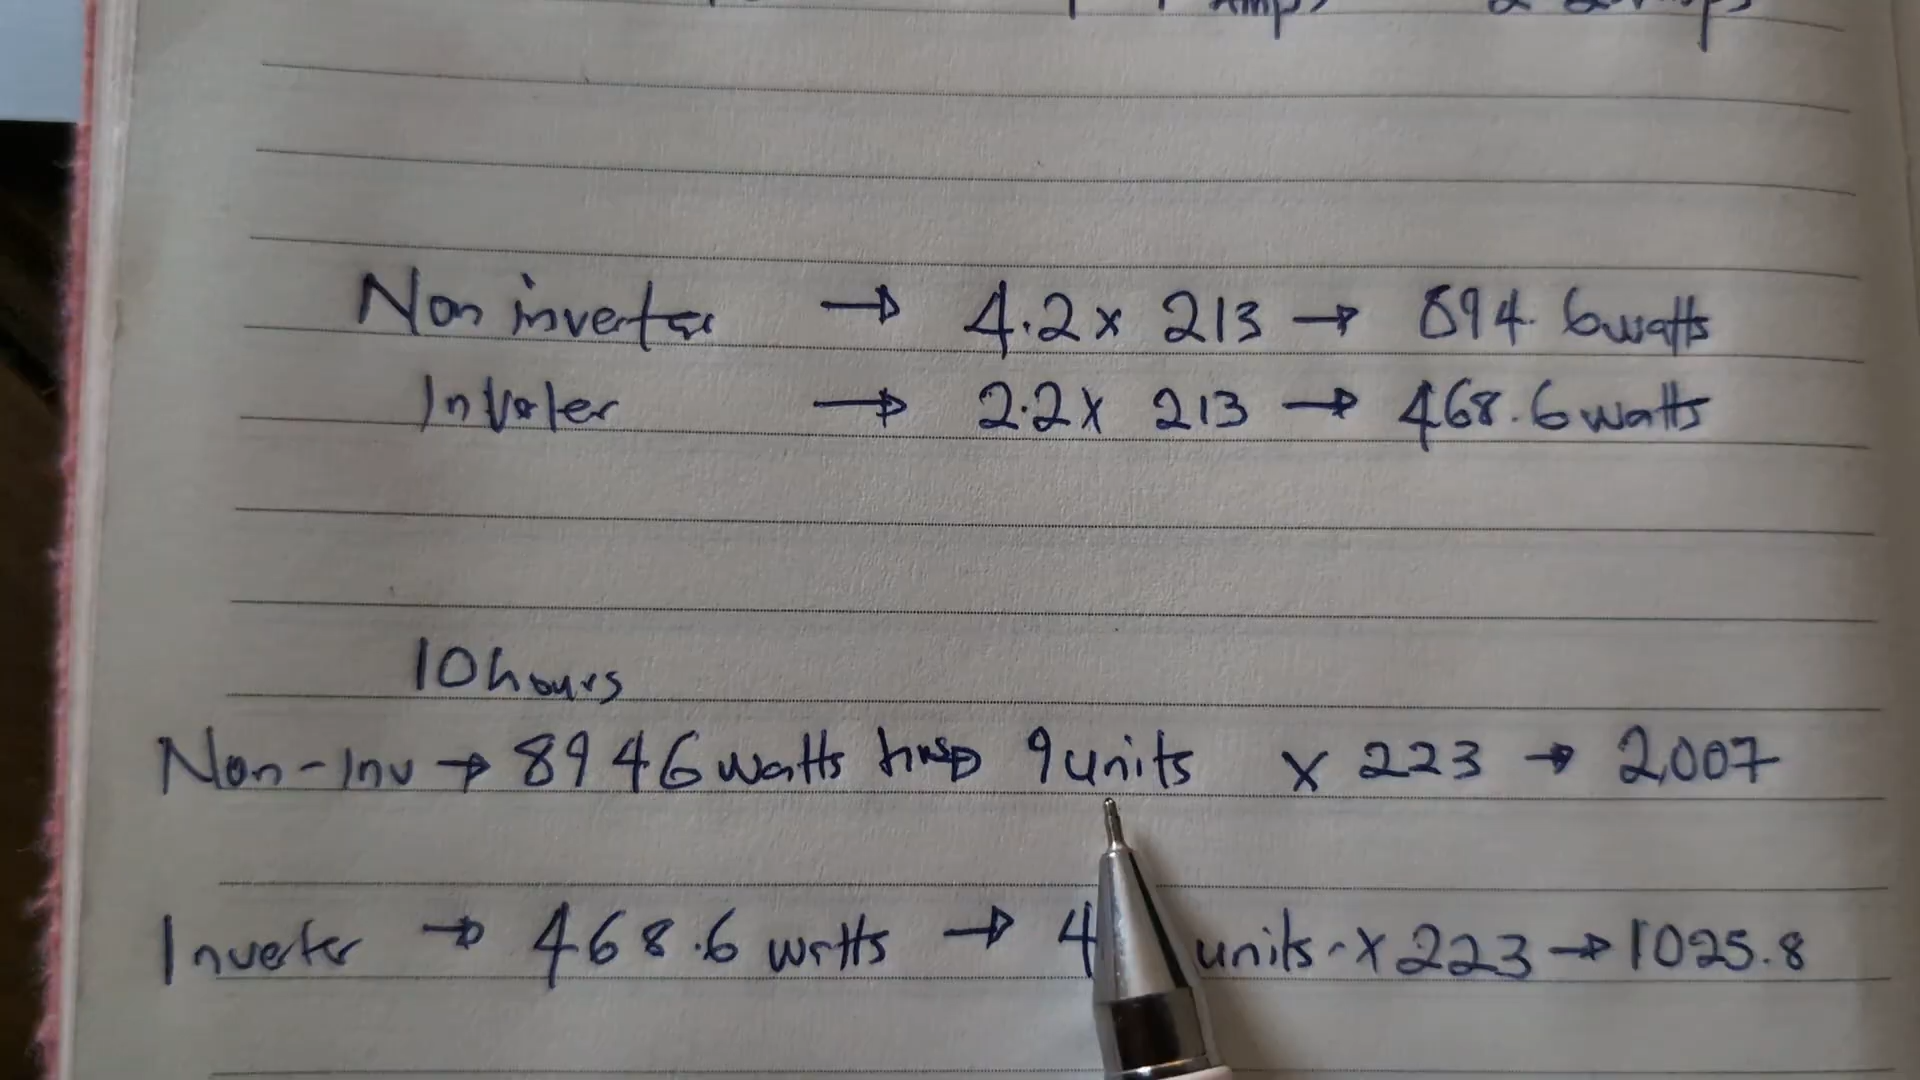 Amps
Non inverter → 4.2 x 213 → 894.6 watts
Inverter → 2.2 x 213 → 468.6 watts
10 hours
Non-Inv → 8946 watts 9 units x 223 → 2,007
Inverter → 468.6 watts → 4 units x 223 → 1025.8